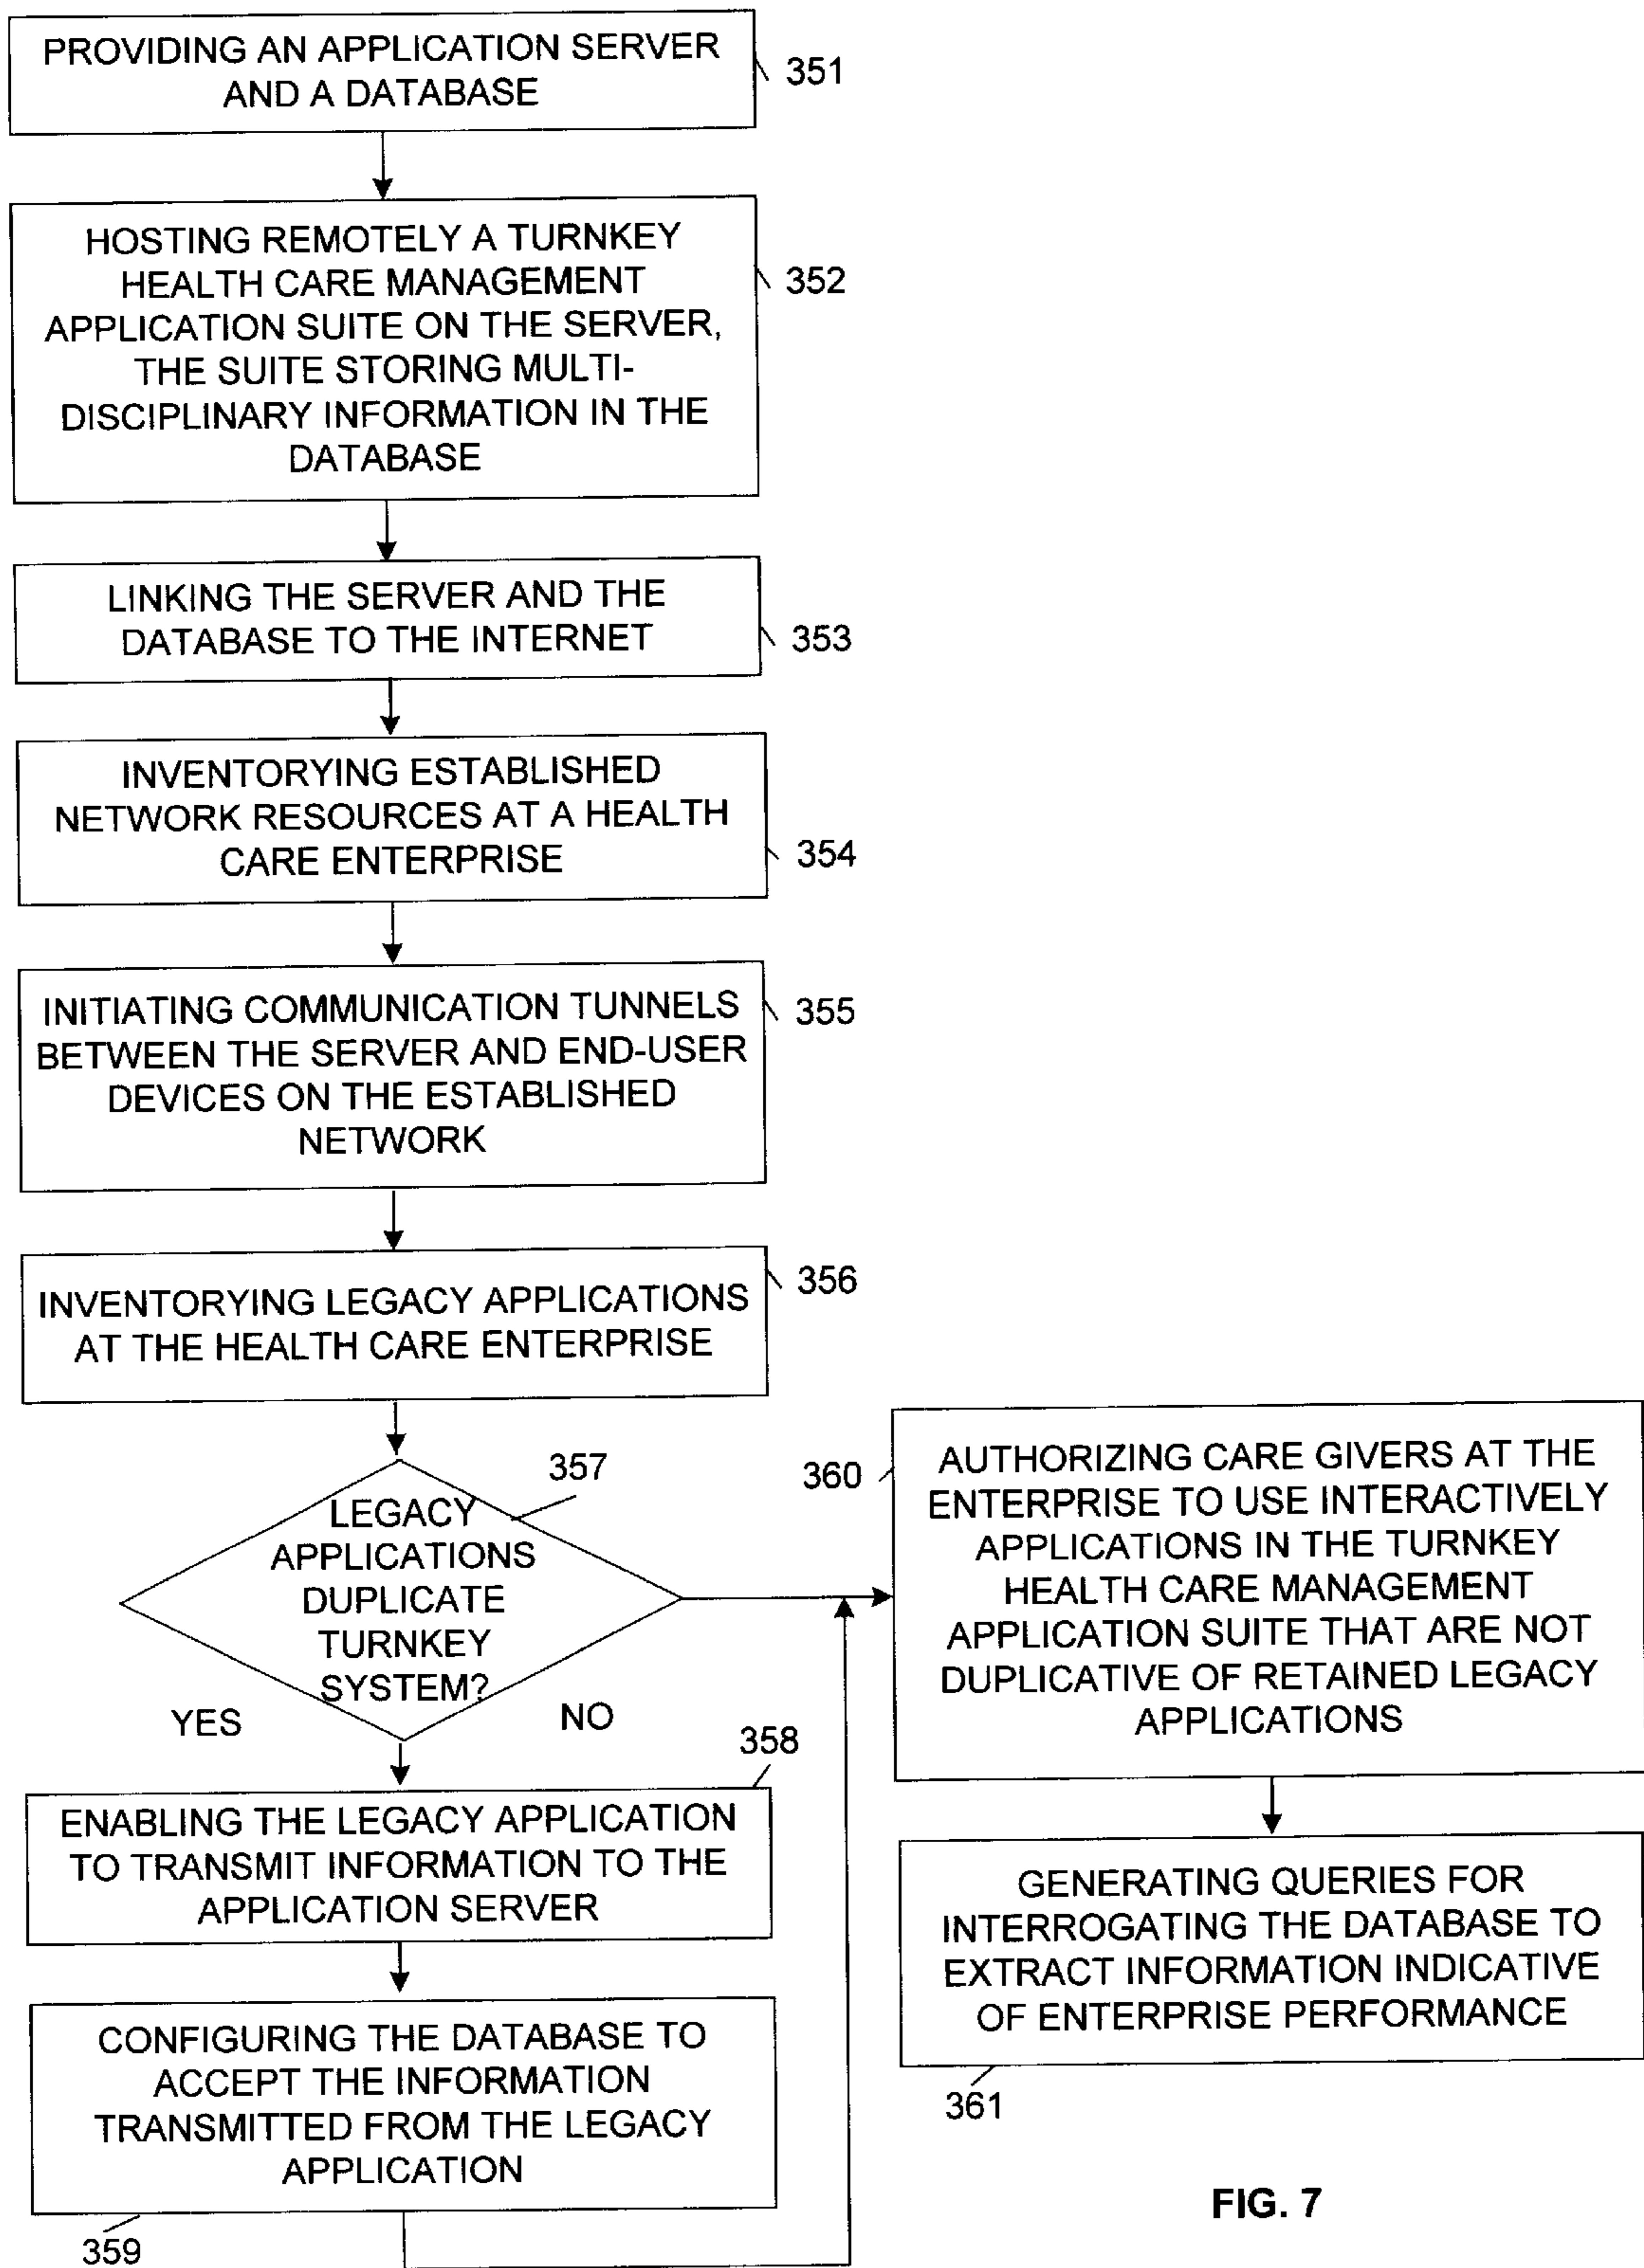 PROVIDING AN APPLICATION SERVER
AND A DATABASE
351
HOSTING REMOTELY A TURNKEY
HEALTH CARE MANAGEMENT
APPLICATION SUITE ON THE SERVER,
THE SUITE STORING MULTI-
DISCIPLINARY INFORMATION IN THE
DATABASE
352
LINKING THE SERVER AND THE
DATABASE TO THE INTERNET
353
INVENTORYING ESTABLISHED
NETWORK RESOURCES AT A HEALTH
CARE ENTERPRISE
354
INITIATING COMMUNICATION TUNNELS
BETWEEN THE SERVER AND END-USER
DEVICES ON THE ESTABLISHED
NETWORK
355
INVENTORYING LEGACY APPLICATIONS
AT THE HEALTH CARE ENTERPRISE
356
LEGACY
APPLICATIONS
DUPLICATE
TURNKEY
SYSTEM?
357
YES
NO
ENABLING THE LEGACY APPLICATION
TO TRANSMIT INFORMATION TO THE
APPLICATION SERVER
358
CONFIGURING THE DATABASE TO
ACCEPT THE INFORMATION
TRANSMITTED FROM THE LEGACY
APPLICATION
359
360
AUTHORIZING CARE GIVERS AT THE
ENTERPRISE TO USE INTERACTIVELY
APPLICATIONS IN THE TURNKEY
HEALTH CARE MANAGEMENT
APPLICATION SUITE THAT ARE NOT
DUPLICATIVE OF RETAINED LEGACY
APPLICATIONS
GENERATING QUERIES FOR
INTERROGATING THE DATABASE TO
EXTRACT INFORMATION INDICATIVE
OF ENTERPRISE PERFORMANCE
361
FIG. 7